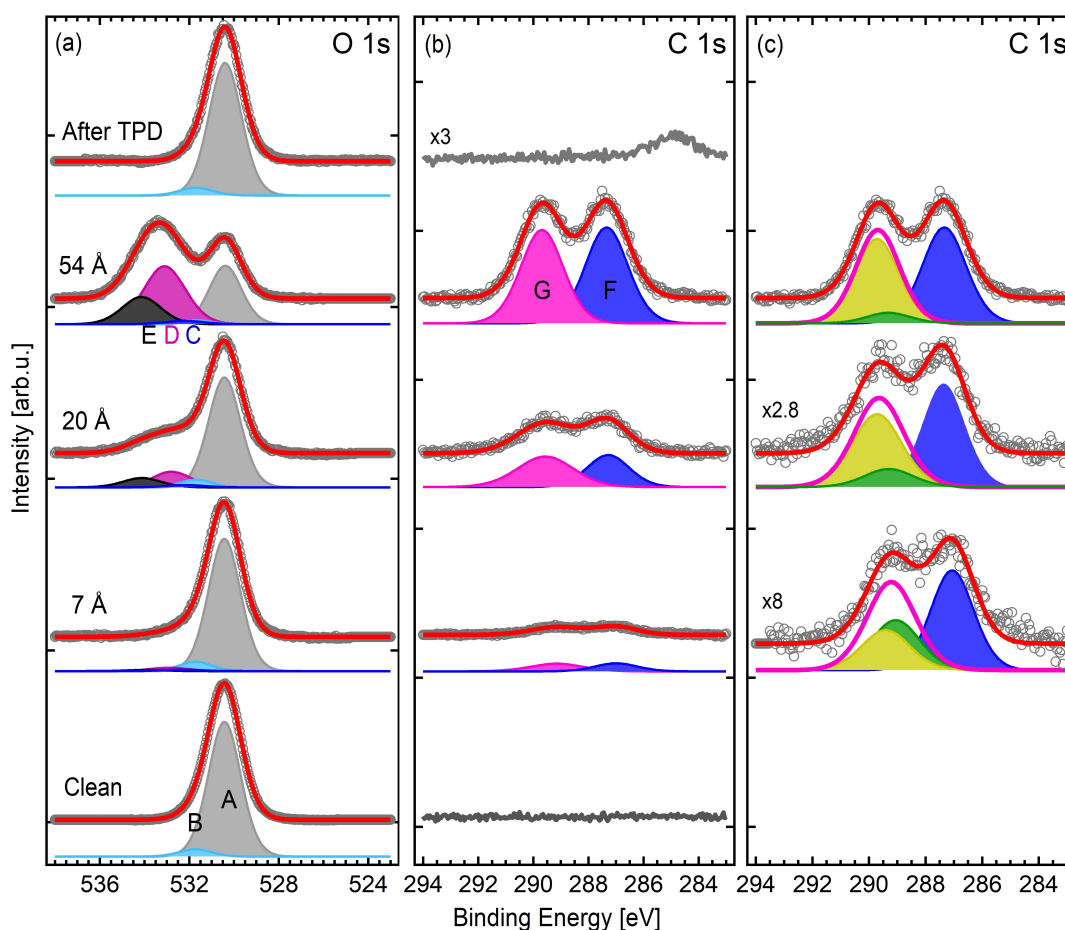 (a) O 1s
After TPD
54 Å
E D C
20 Å
7 Å
Clean
B A
536 532 528 524
(b) C 1s
x3
G F
294 292 290 288 286 284
(c) C 1s
x2.8
x8
294 292 290 288 286 284
Intensity [arb.u.]
Binding Energy [eV]